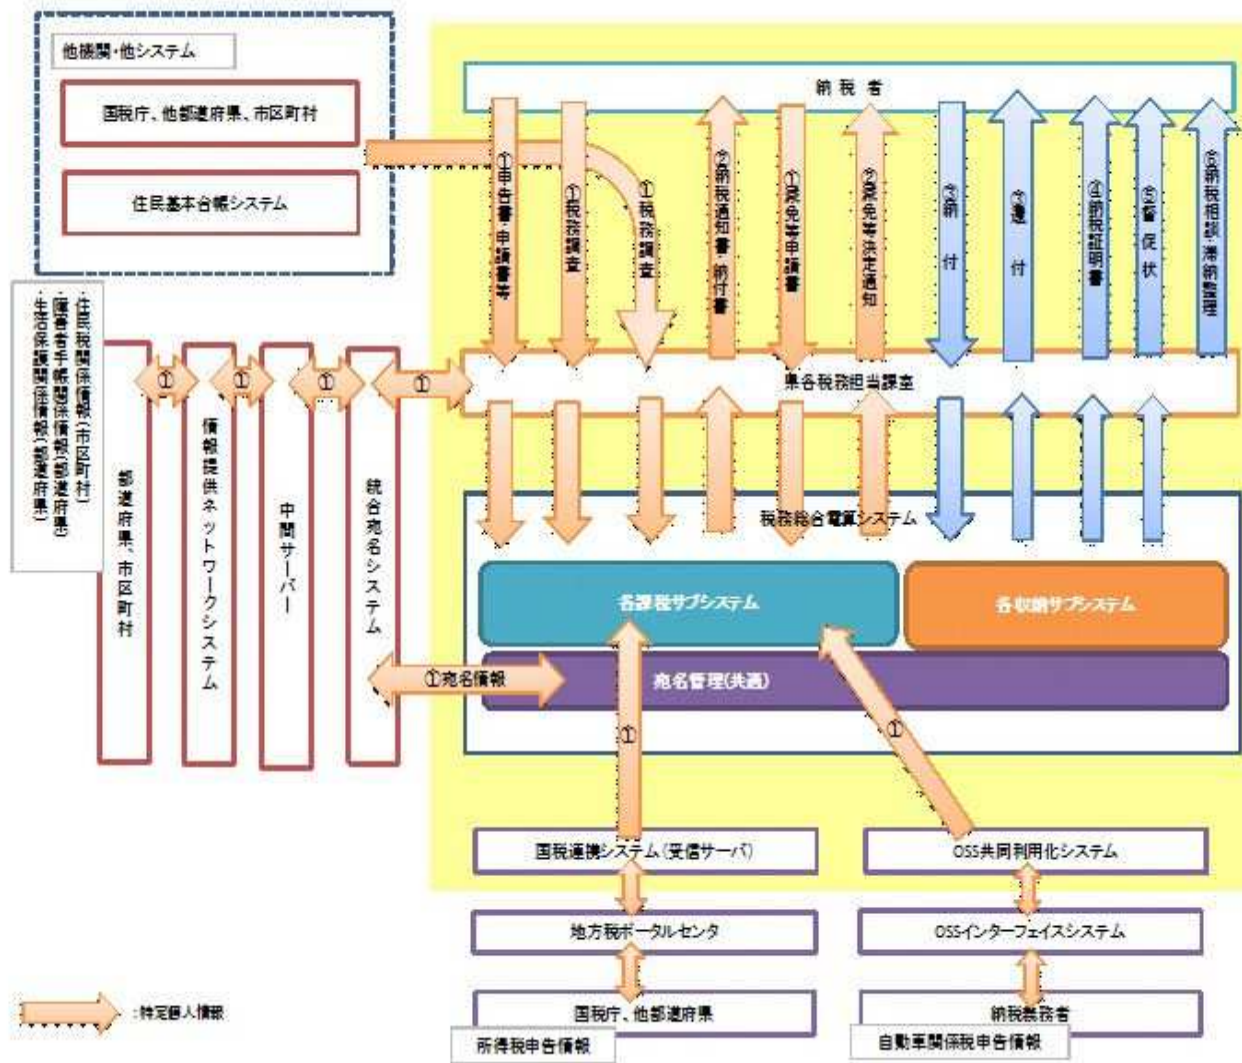 他機関・他システム
国税庁、他都道府県、市区町村
住民基本台帳システム
納税者
①申告書・申請書等
①税務調査
①税務調査
②納税通知書・納付書
①減免等申請書
②減免等決定通知
③納付
③還付
④納税証明書
⑤督促状
⑥納税相談・滞納整理
・住民税関係情報(市区町村)
・障害者手帳関係情報(都道府県)
・生活保護関係情報(都道府県)
都道府県、市区町村
①
情報提供ネットワークシステム
①
中間サーバー
①
統合宛名システム
①
県各税務担当課室
税務総合電算システム
各課税サブシステム
各収納サブシステム
①宛名情報
宛名管理(共通)
①
①
国税連携システム(受信サーバ)
OSS共同利用化システム
地方税ポータルセンタ
OSSインターフェイスシステム
国税庁、他都道府県
納税義務者
所得税申告情報
自動車関係税申告情報
:特定個人情報